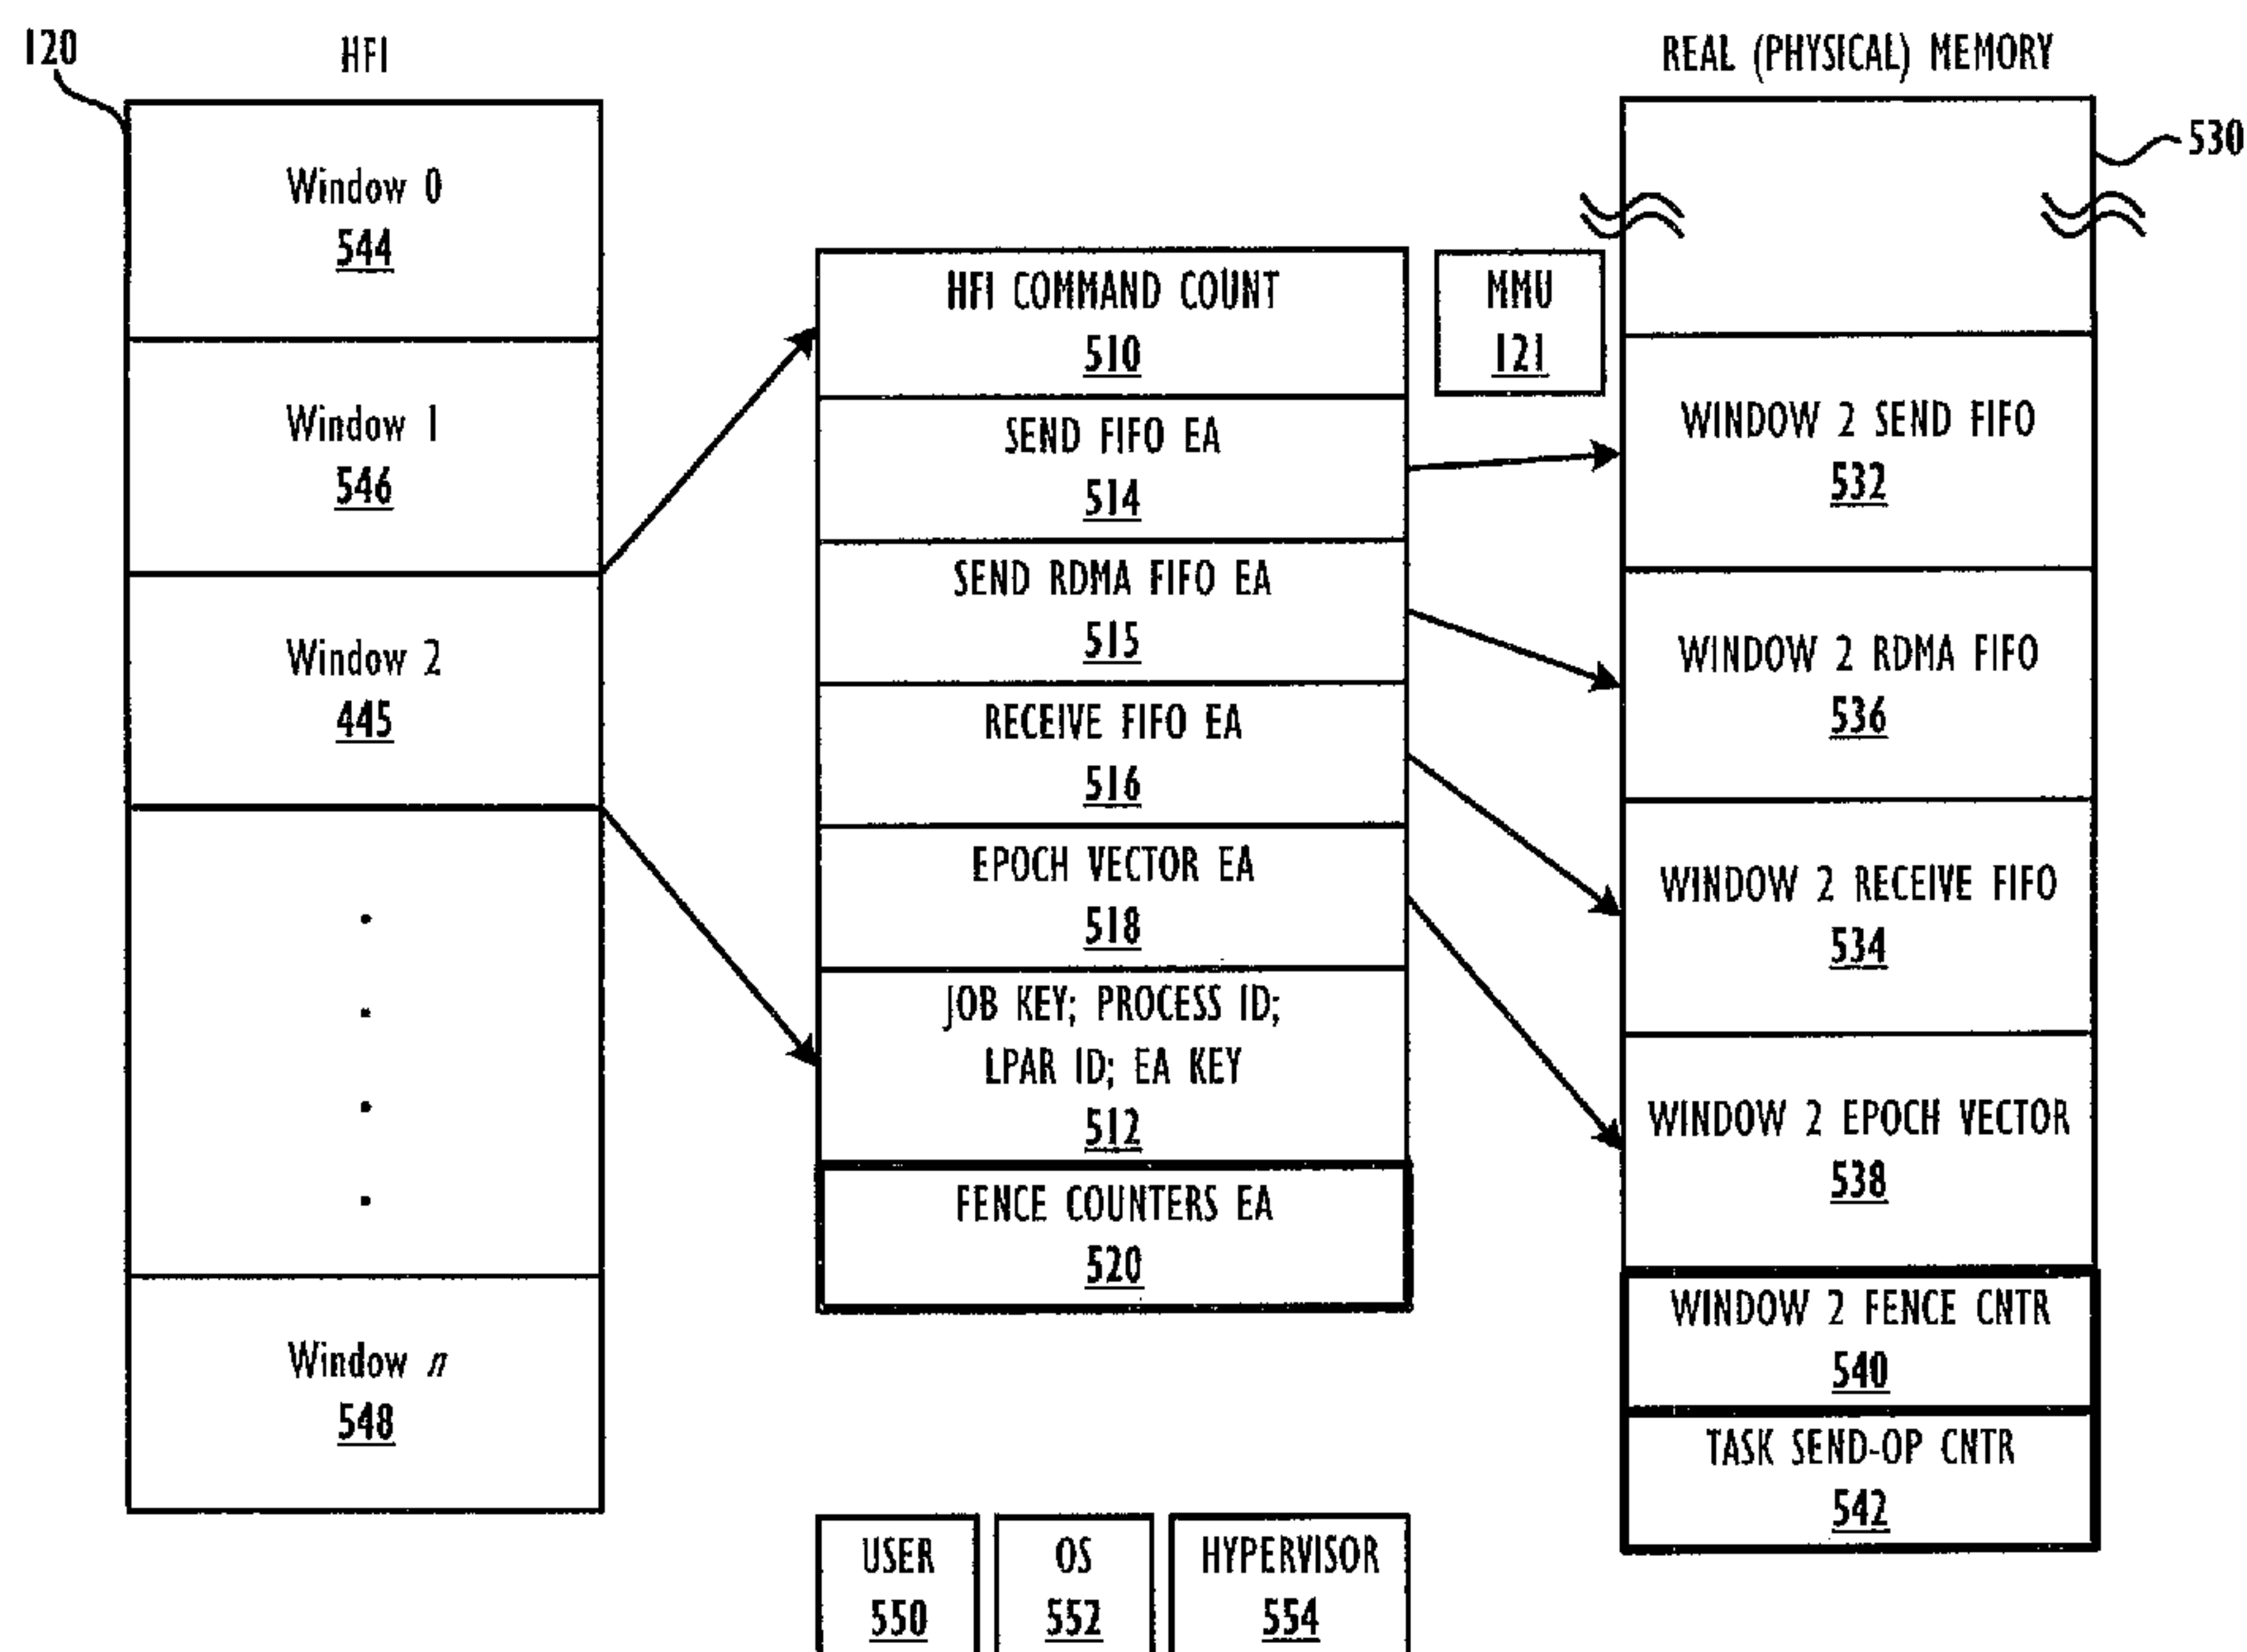 120
HFI
Window 0
544
Window 1
546
Window 2
445
Window n
548
HFI COMMAND COUNT
510
SEND FIFO EA
514
SEND RDMA FIFO EA
515
RECEIVE FIFO EA
516
EPOCH VECTOR EA
518
JOB KEY; PROCESS ID;
LPAR ID; EA KEY
512
FENCE COUNTERS EA
520
MMU
121
REAL (PHYSICAL) MEMORY
530
WINDOW 2 SEND FIFO
532
WINDOW 2 RDMA FIFO
536
WINDOW 2 RECEIVE FIFO
534
WINDOW 2 EPOCH VECTOR
538
WINDOW 2 FENCE CNTR
540
TASK SEND-OP CNTR
542
USER
550
OS
552
HYPERVISOR
554